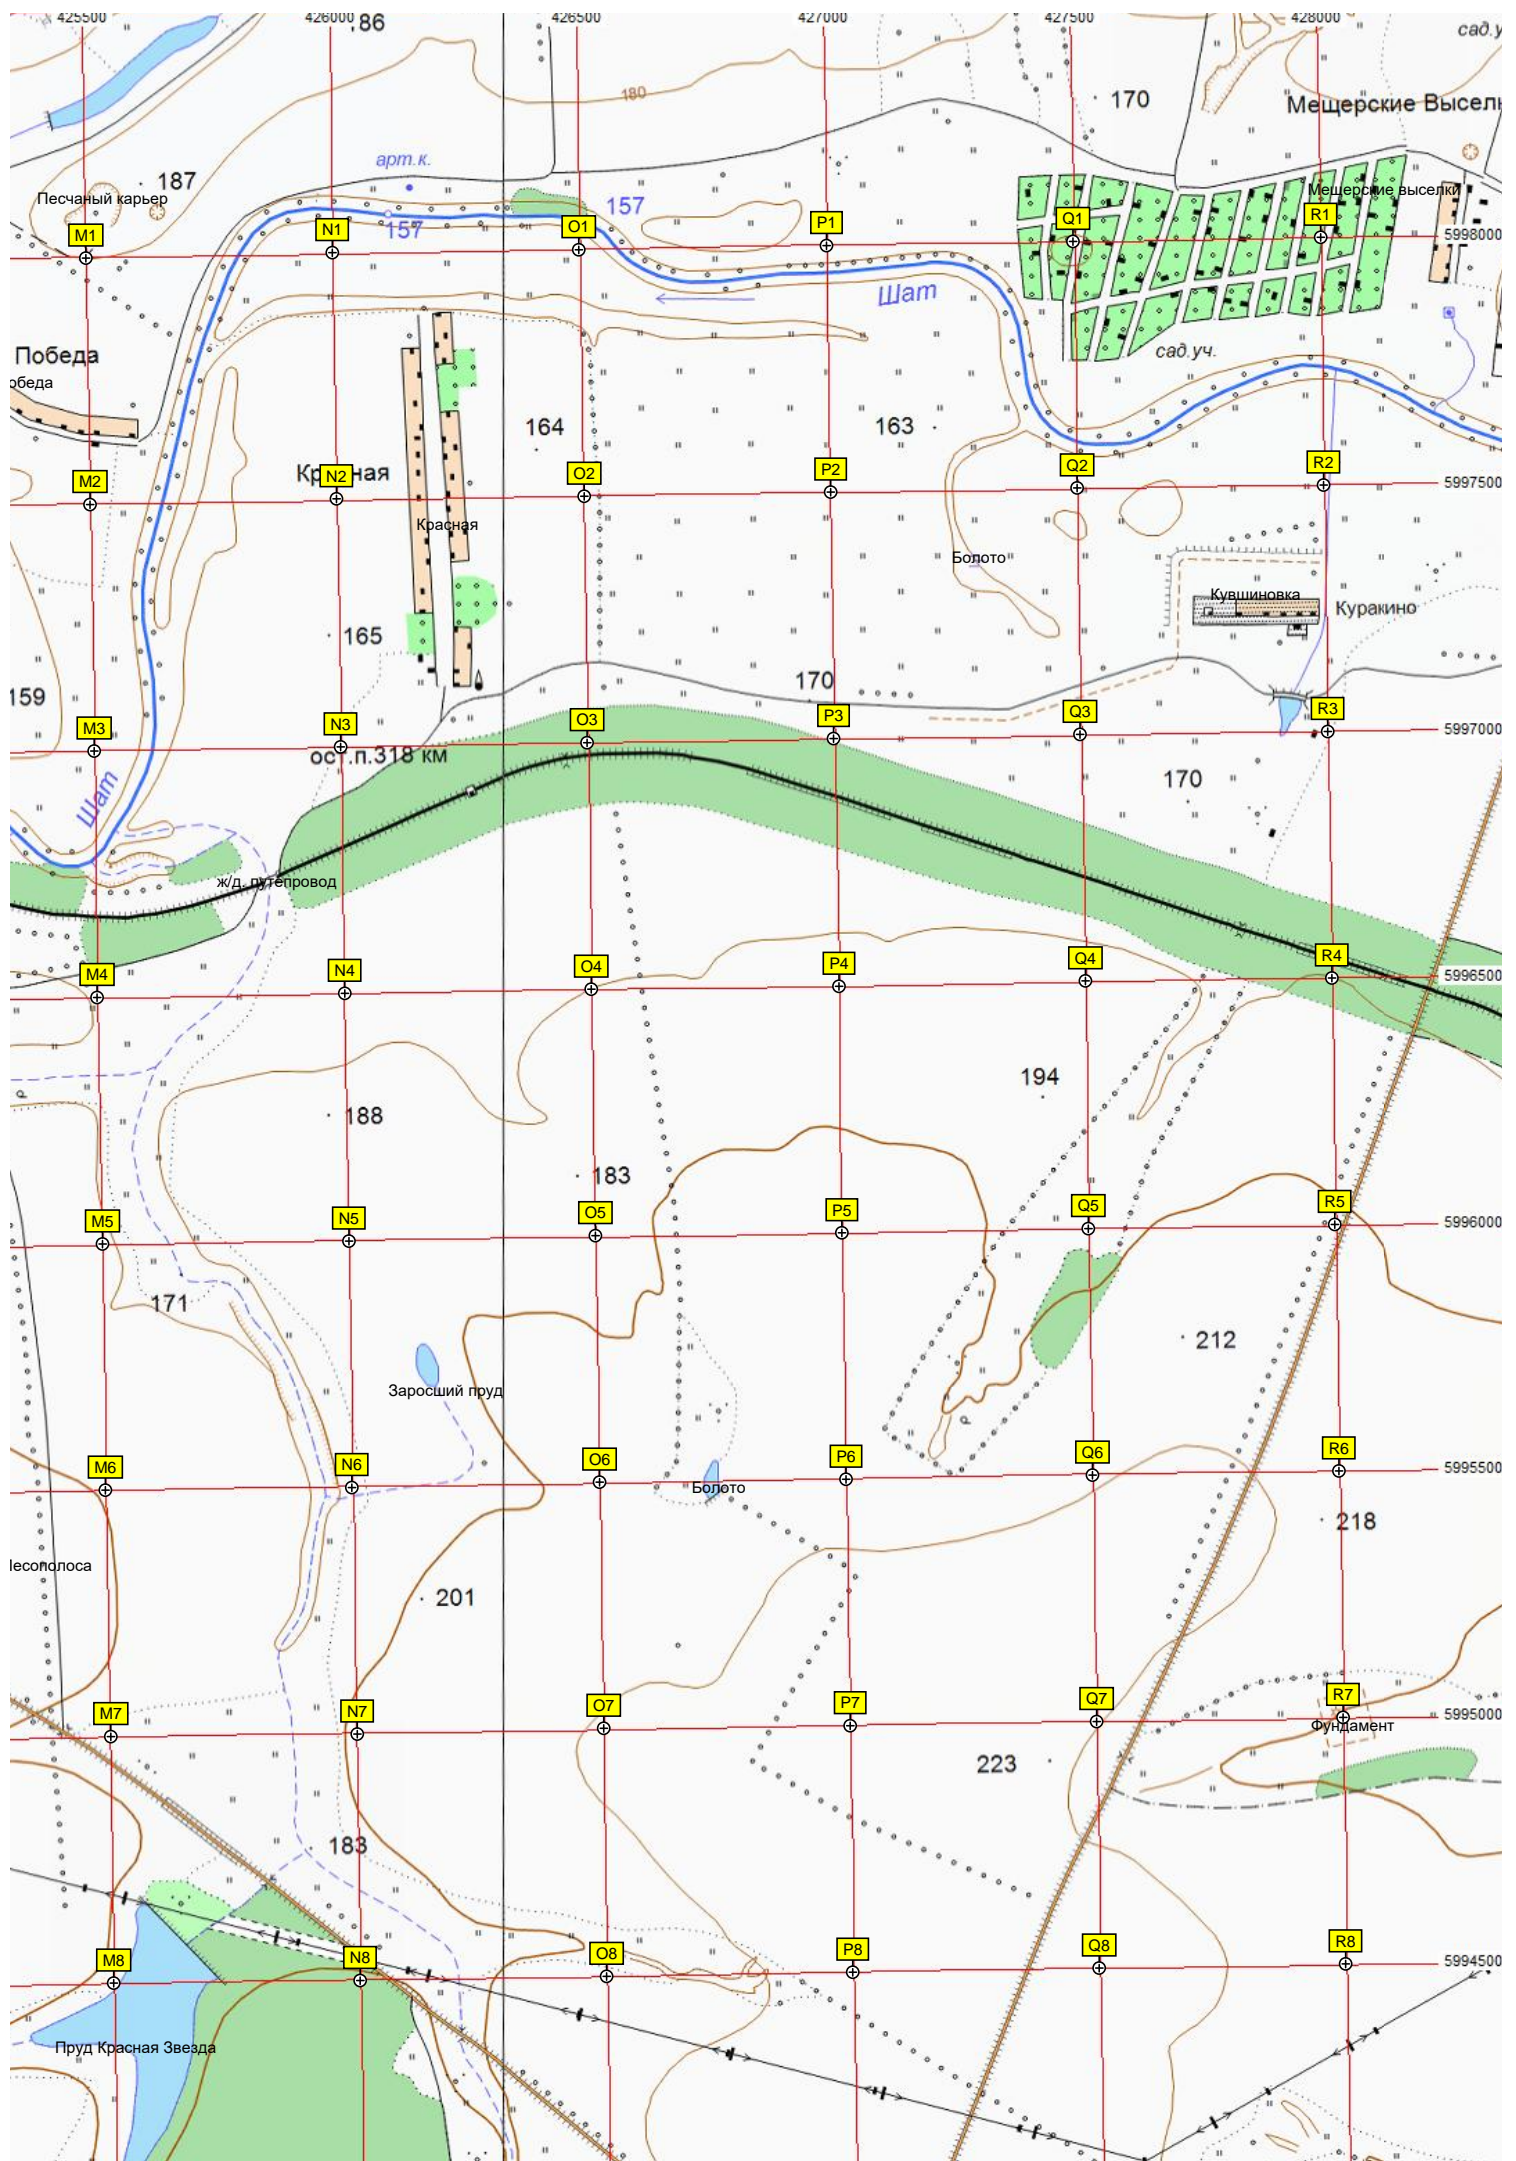 425500 426000 426500 427000 427500 428000
86
180
170
Мещерские
сад.у
арт.к.
187
Песчаный карьер
Мещерские выселки
157
157
M1 N1 O1 P1 Q1 R1
5998000
Шат
Победа
обеда
сад.уч.
164
163
Красная
M2 N2 O2 P2 Q2 R2
5997500
Красная
Болото
Кувшиновка
Куракино
165
159
170
M3 N3 O3 P3 Q3 R3
5997000
ост.п.318 км
170
Шат
ж/д. путепровод
M4 N4 O4 P4 Q4 R4
5996500
194
188
183
M5 N5 O5 P5 Q5 R5
5996000
171
212
Заросший пруд
M6 N6 O6 P6 Q6 R6
5995500
Болото
218
лесополоса
201
M7 N7 O7 P7 Q7 R7
5995000
Фундамент
223
183
M8 N8 O8 P8 Q8 R8
5994500
Пруд Красная Звезда